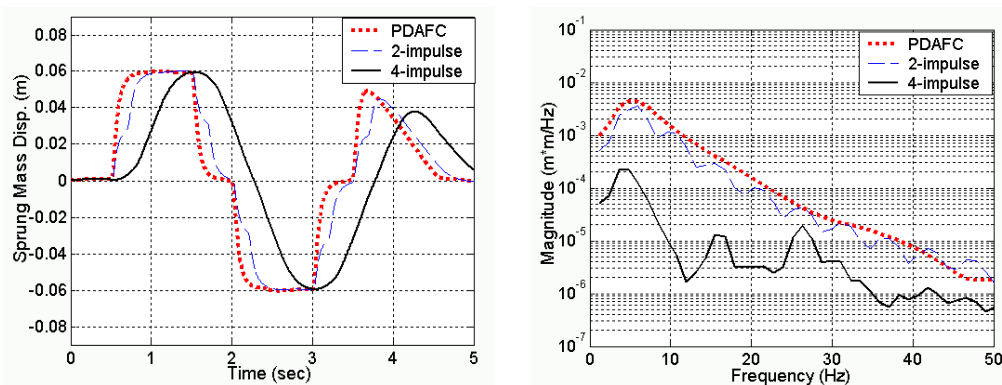 Sprung Mass Disp. (m)
0.08
0.06
0.04
0.02
0
-0.02
-0.04
-0.06
-0.08
0 1 2 3 4 5
Time (sec)
PDAFC
2-impulse
4-impulse
Magnitude (m*m/Hz)
10-1
10-2
10-3
10-4
10-5
10-6
10-7
0 10 20 30 40 50
Frequency (Hz)
PDAFC
2-impulse
4-impulse